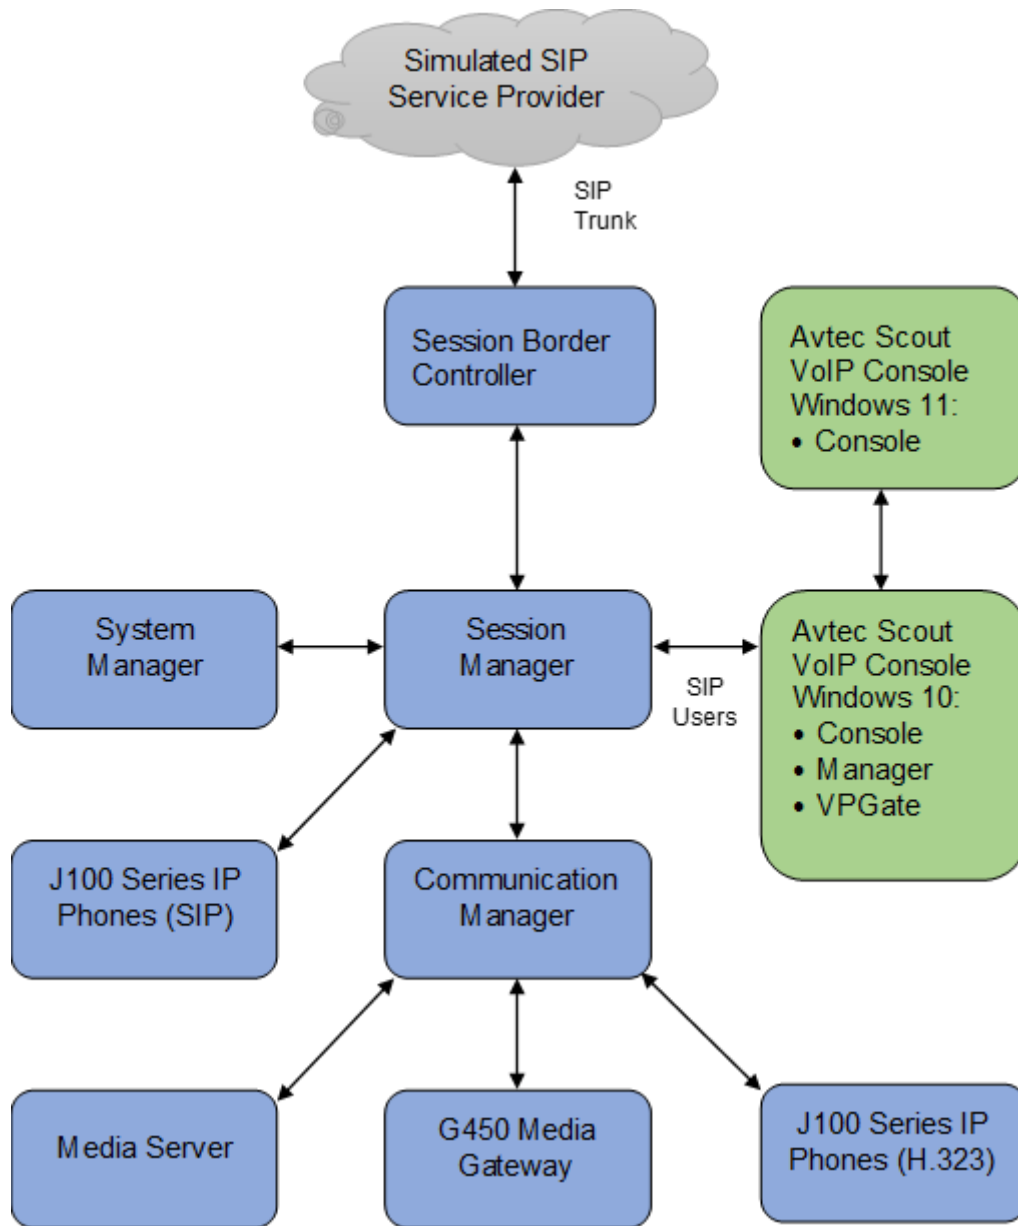 Simulated SIP
Service Provider
SIP
Trunk
Session Border
Controller
Avtec Scout
VoIP Console
Windows 11:
• Console
System
Manager
Session
Manager
SIP
Users
Avtec Scout
VoIP Console
Windows 10:
• Console
• Manager
• VPGate
J100 Series IP
Phones (SIP)
Communication
Manager
Media Server
G450 Media
Gateway
J100 Series IP
Phones (H.323)